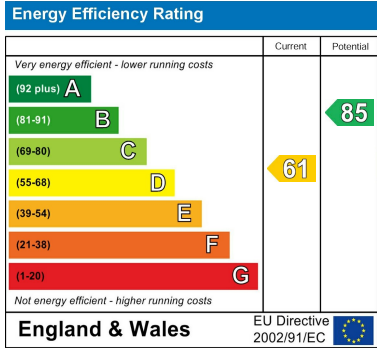 Energy Efficiency Rating
Current Potential
Very energy efficient - lower running costs
(92 plus) A
(81-91) B
85
(69-80) C
61
(55-68) D
(39-54) E
(21-38) F
(1-20) G
Not energy efficient - higher running costs
England & Wales
EU Directive
2002/91/EC